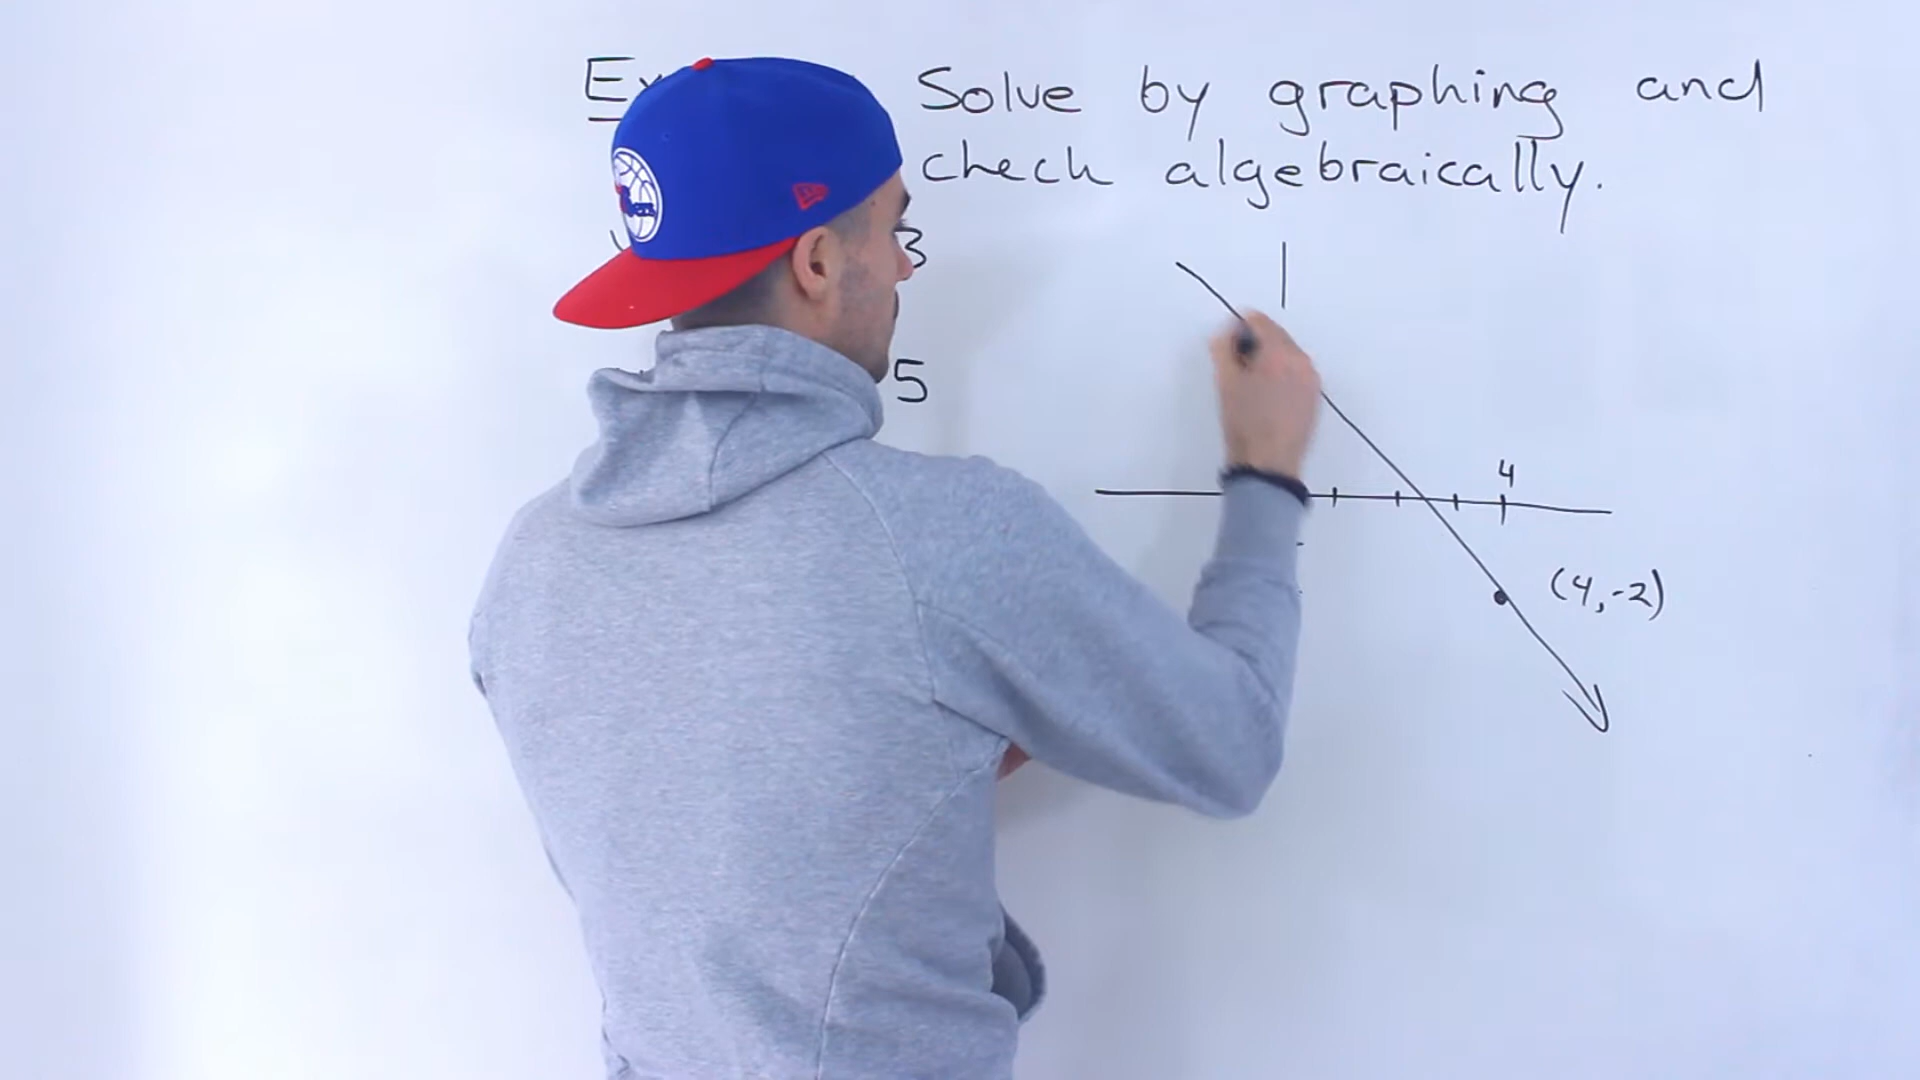 Solve by graphing and
check algebraically.
3
5
4
(4,-2)